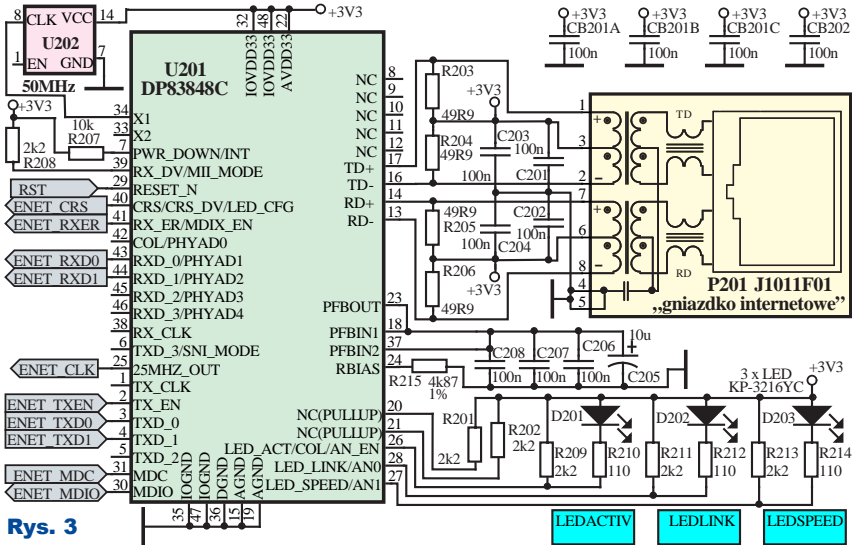 8 CLK VCC 14
U202
1 EN GND 7
50MHz
+3V3
32 48 22
IOVDD33 IOVDD33 AVDD33
U201
DP83848C
+3V3
10k
R207
2k2
R208
34 X1
33 X2
7 PWR_DOWN/INT
39 RX_DV/MII_MODE
RST 29 RESET_N
ENET_CRS 40 CRS/CRS_DV/LED_CFG
ENET_RXER 41 RX_ER/MDIX_EN
42 COL/PHYAD0
ENET_RXD0 43 RXD_0/PHYAD1
ENET_RXD1 44 RXD_1/PHYAD2
45 RXD_2/PHYAD3
46 RXD_3/PHYAD4
38 RX_CLK
6 TXD_3/SNI_MODE
ENET_CLK 25 25MHZ_OUT
1 TX_CLK
ENET_TXEN 2 TX_EN
ENET_TXD0 3 TXD_0
ENET_TXD1 4 TXD_1
5 TXD_2
ENET_MDC 31 MDC
ENET_MDIO 30 MDIO
IOGND IOGND DGND AGND AGND
35 47 36 15 19
NC 8
NC 9
NC 10
NC 11
NC 12
TD+ 17
TD- 16
RD+ 14
RD- 13
PFBOUT 23
PFBIN1 18
PFBIN2 37
RBIAS 24
NC(PULLUP) 20
NC(PULLUP) 21
LED_ACT/COL/AN_EN 26
LED_LINK/AN0 28
LED_SPEED/AN1 27
+3V3 +3V3 +3V3 +3V3
CB201A CB201B CB201C CB202
100n 100n 100n 100n
R203
49R9
+3V3
R204
49R9
C203
100n
100n
C201
49R9
R205
C202
100n
100n
C204
R206
49R9
+3V3
1
3
2
7
6
8
4
5
+
−
+
−
TD
RD
P201 J1011F01
„gniazdko internetowe”
R215 4k87
1%
C208 C207 C206
100n 100n 100n
10u
+
C205
3 x LED
KP-3216YC
+3V3
R201
2k2
R202
2k2
D201 D202 D203
R209
2k2
R210
110
R211
2k2
R212
110
R213
2k2
R214
110
LEDACTIV LEDLINK LEDSPEED
Rys. 3